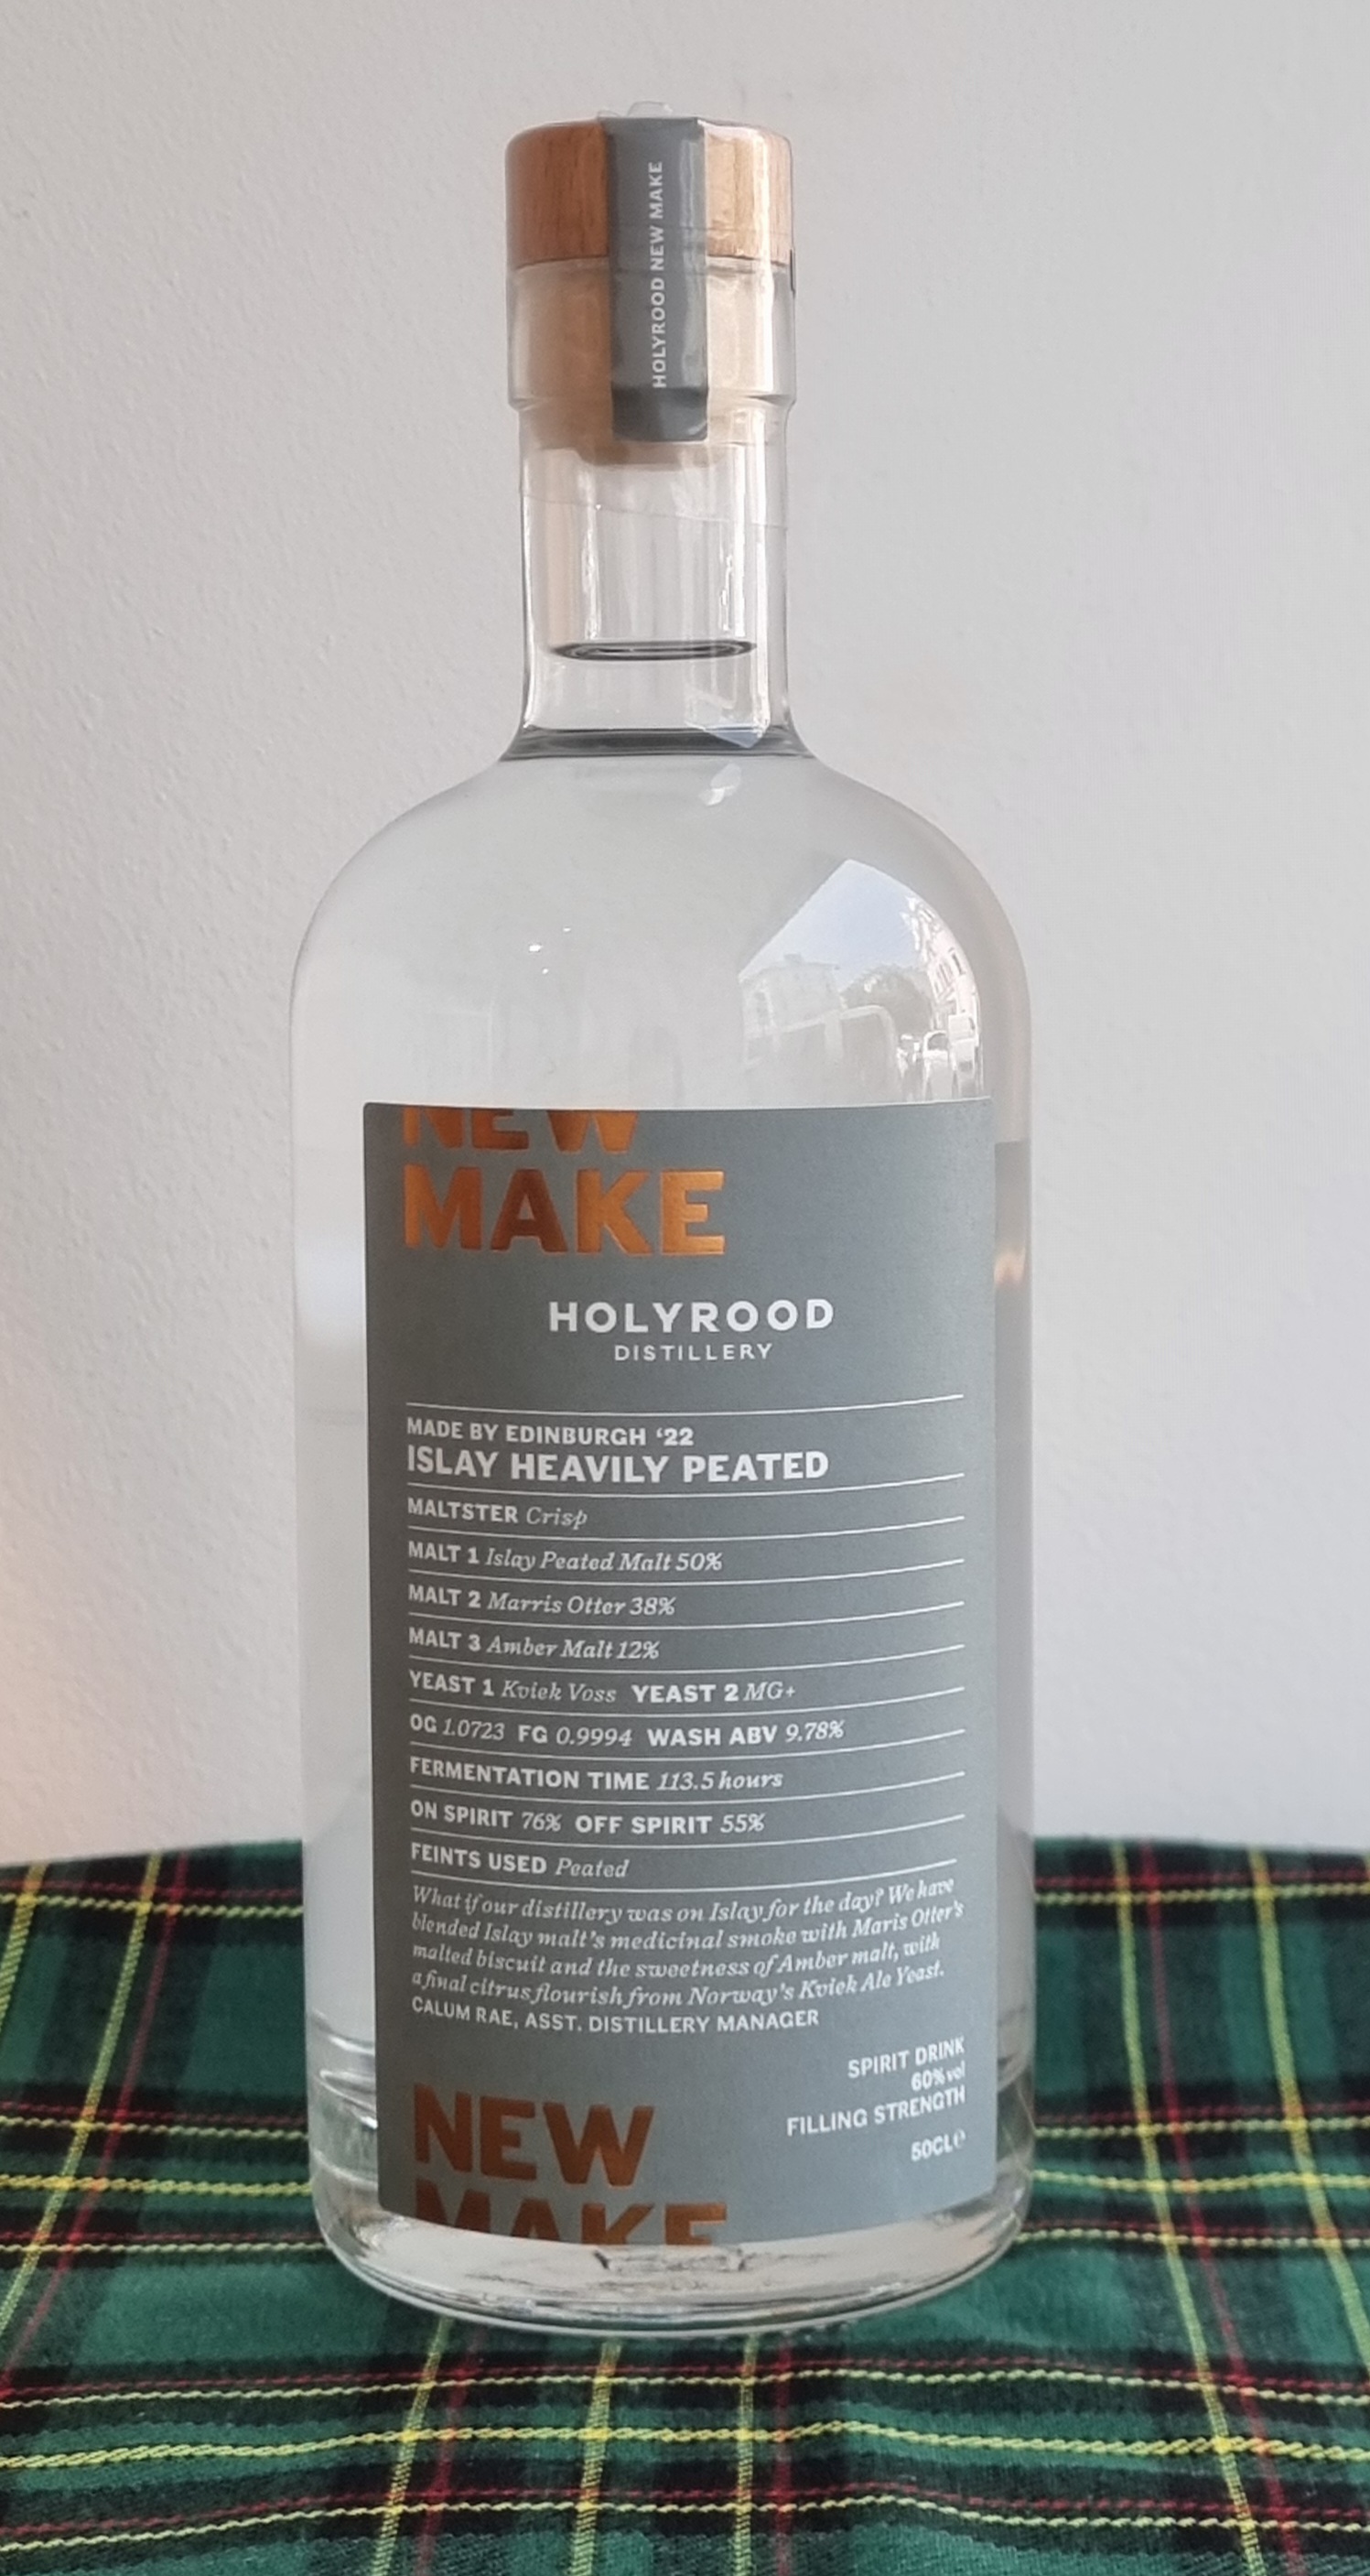 HOLYROOD NEW MAKE
NEW
MAKE
HOLYROOD
DISTILLERY
MADE BY EDINBURGH ‘22
ISLAY HEAVILY PEATED
MALTSTER Crisp
MALT 1 Islay Peated Malt 50%
MALT 2 Marris Otter 38%
MALT 3 Amber Malt 12%
YEAST 1 Kviek Voss YEAST 2 MG+
OG 1.0723 FG 0.9994 WASH ABV 9.78%
FERMENTATION TIME 113.5 hours
ON SPIRIT 76% OFF SPIRIT 55%
FEINTS USED Peated
What if our distillery was on Islay for the day? We have
blended Islay malt’s medicinal smoke with Maris Otter’s
malted biscuit and the sweetness of Amber malt, with
a final citrus flourish from Norway’s Kviek Ale Yeast.
CALUM RAE, ASST. DISTILLERY MANAGER
SPIRIT DRINK
60% vol
FILLING STRENGTH
50CL℮
NEW
MAKE